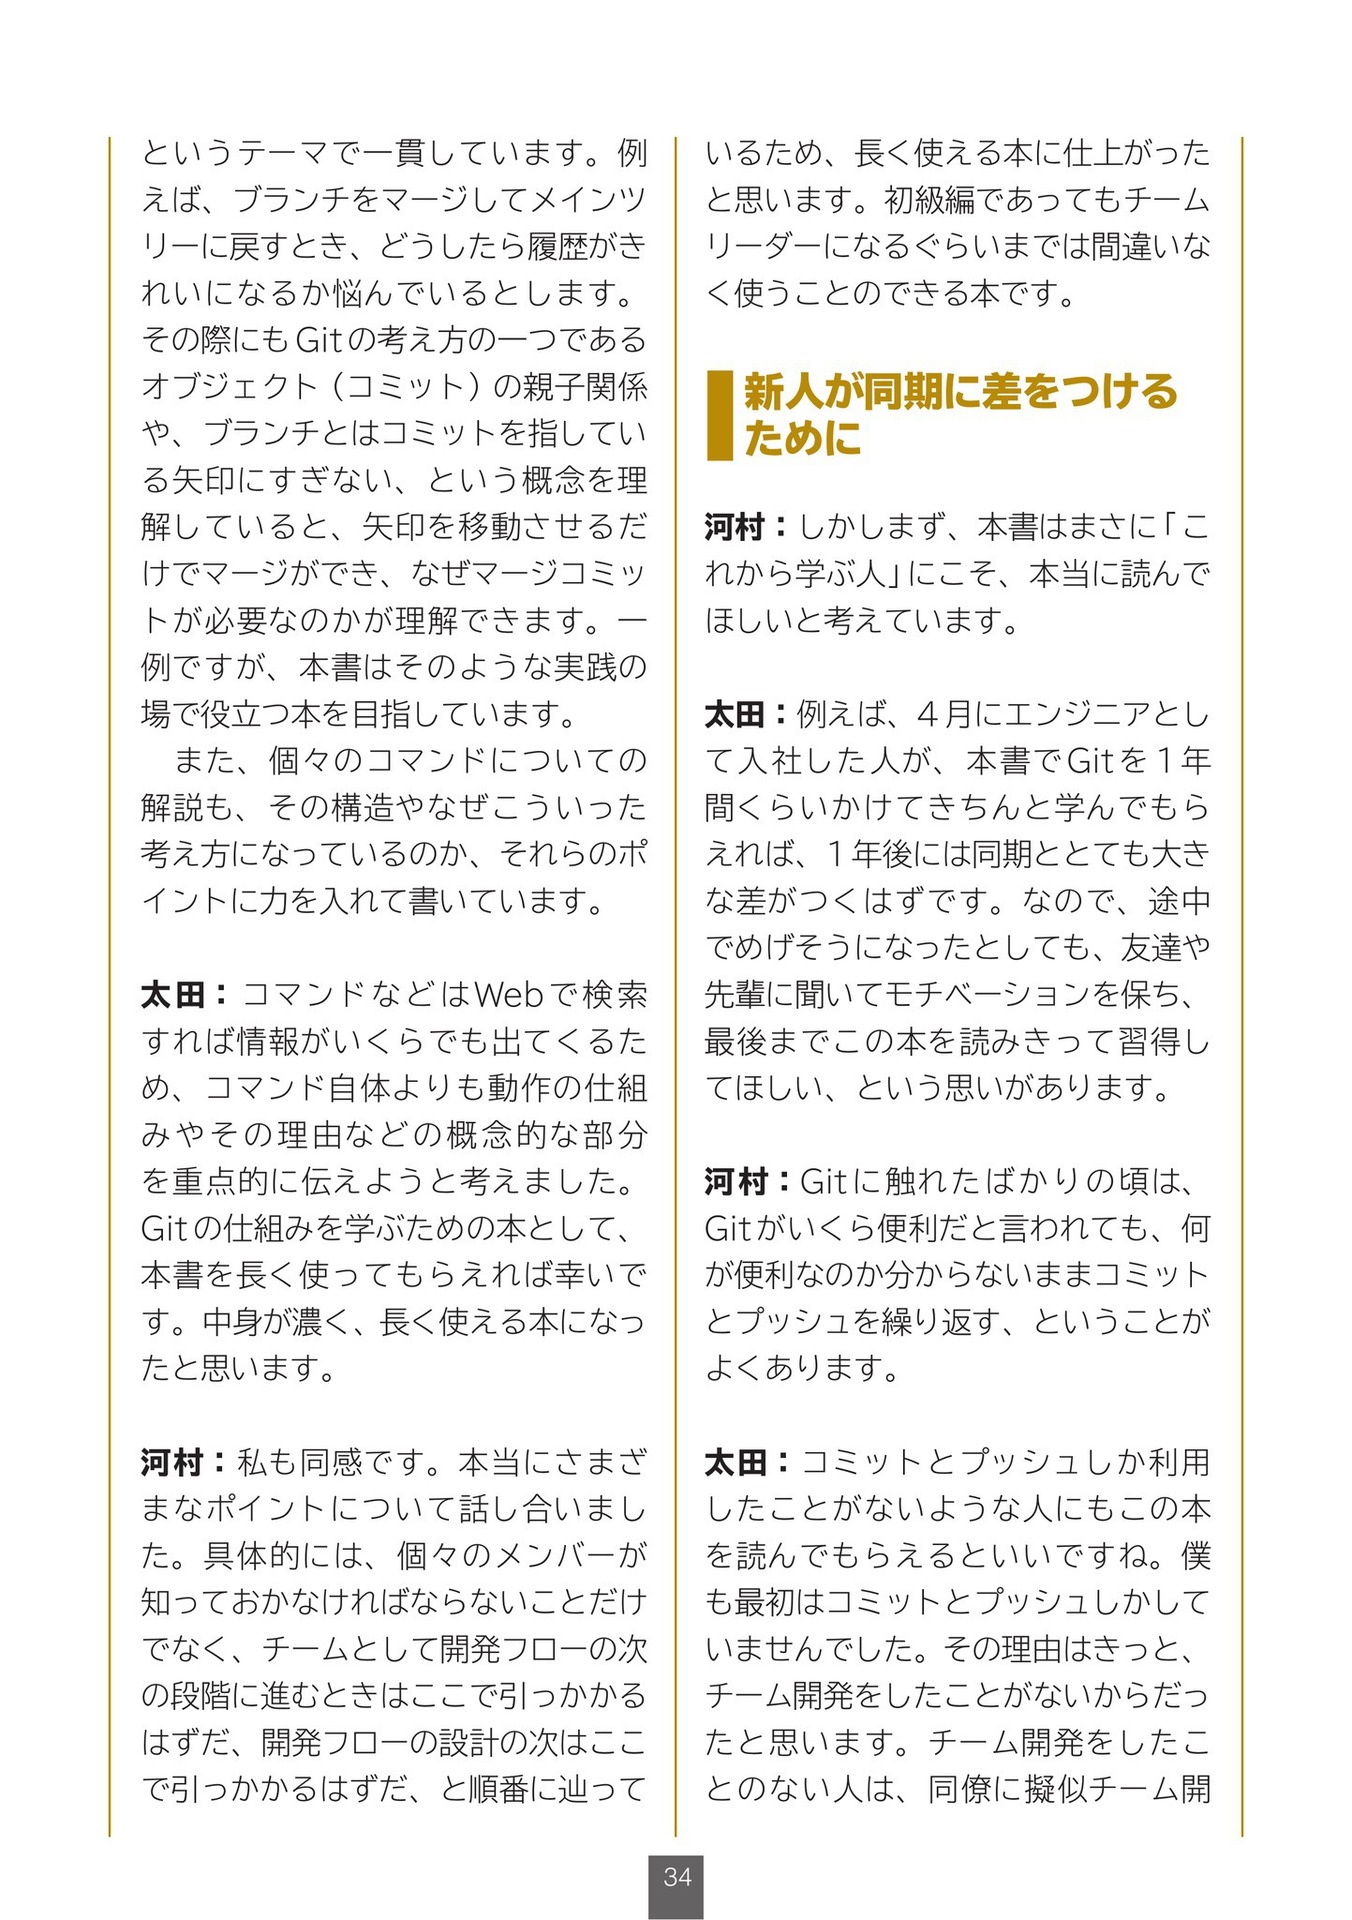 というテーマで一貫しています。例
えば、ブランチをマージしてメインツ
リーに戻すとき、どうしたら履歴がき
れいになるか悩んでいるとします。
その際にもGitの考え方の一つである
オブジェクト（コミット）の親子関係
や、ブランチとはコミットを指してい
る矢印にすぎない、という概念を理
解していると、矢印を移動させるだ
けでマージができ、なぜマージコミッ
トが必要なのかが理解できます。一
例ですが、本書はそのような実践の
場で役立つ本を目指しています。
　また、個々のコマンドについての
解説も、その構造やなぜこういった
考え方になっているのか、それらのポ
イントに力を入れて書いています。
太田：コマンドなどはWebで検索
すれば情報がいくらでも出てくるた
め、コマンド自体よりも動作の仕組
みやその理由などの概念的な部分
を重点的に伝えようと考えました。
Gitの仕組みを学ぶための本として、
本書を長く使ってもらえれば幸いで
す。中身が濃く、長く使える本になっ
たと思います。
河村：私も同感です。本当にさまざ
まなポイントについて話し合いまし
た。具体的には、個々のメンバーが
知っておかなければならないことだけ
でなく、チームとして開発フローの次
の段階に進むときはここで引っかかる
はずだ、開発フローの設計の次はここ
で引っかかるはずだ、と順番に辿って
いるため、長く使える本に仕上がった
と思います。初級編であってもチーム
リーダーになるぐらいまでは間違いな
く使うことのできる本です。
新人が同期に差をつける
ために
河村：しかしまず、本書はまさに「こ
れから学ぶ人」にこそ、本当に読んで
ほしいと考えています。
太田：例えば、４月にエンジニアとし
て入社した人が、本書でGitを１年
間くらいかけてきちんと学んでもら
えれば、１年後には同期ととても大き
な差がつくはずです。なので、途中
でめげそうになったとしても、友達や
先輩に聞いてモチベーションを保ち、
最後までこの本を読みきって習得し
てほしい、という思いがあります。
河村：Gitに触れたばかりの頃は、
Gitがいくら便利だと言われても、何
が便利なのか分からないままコミット
とプッシュを繰り返す、ということが
よくあります。
太田：コミットとプッシュしか利用
したことがないような人にもこの本
を読んでもらえるといいですね。僕
も最初はコミットとプッシュしかして
いませんでした。その理由はきっと、
チーム開発をしたことがないからだっ
たと思います。チーム開発をしたこ
とのない人は、同僚に擬似チーム開
34